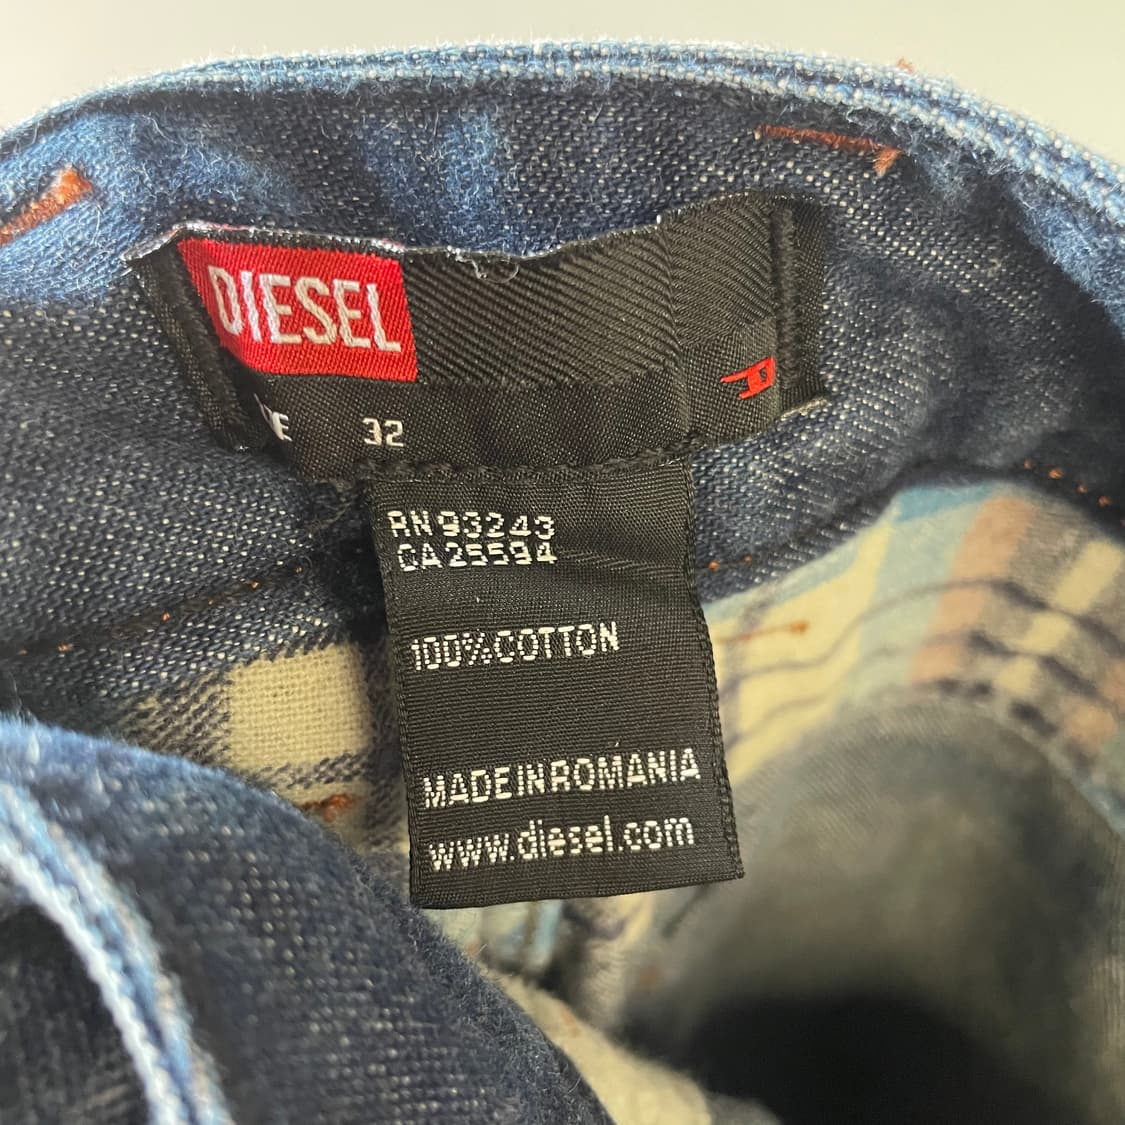 DIESEL
32
RN 93243
CA 25594
100% COTTON
MADE IN ROMANIA
www.diesel.com